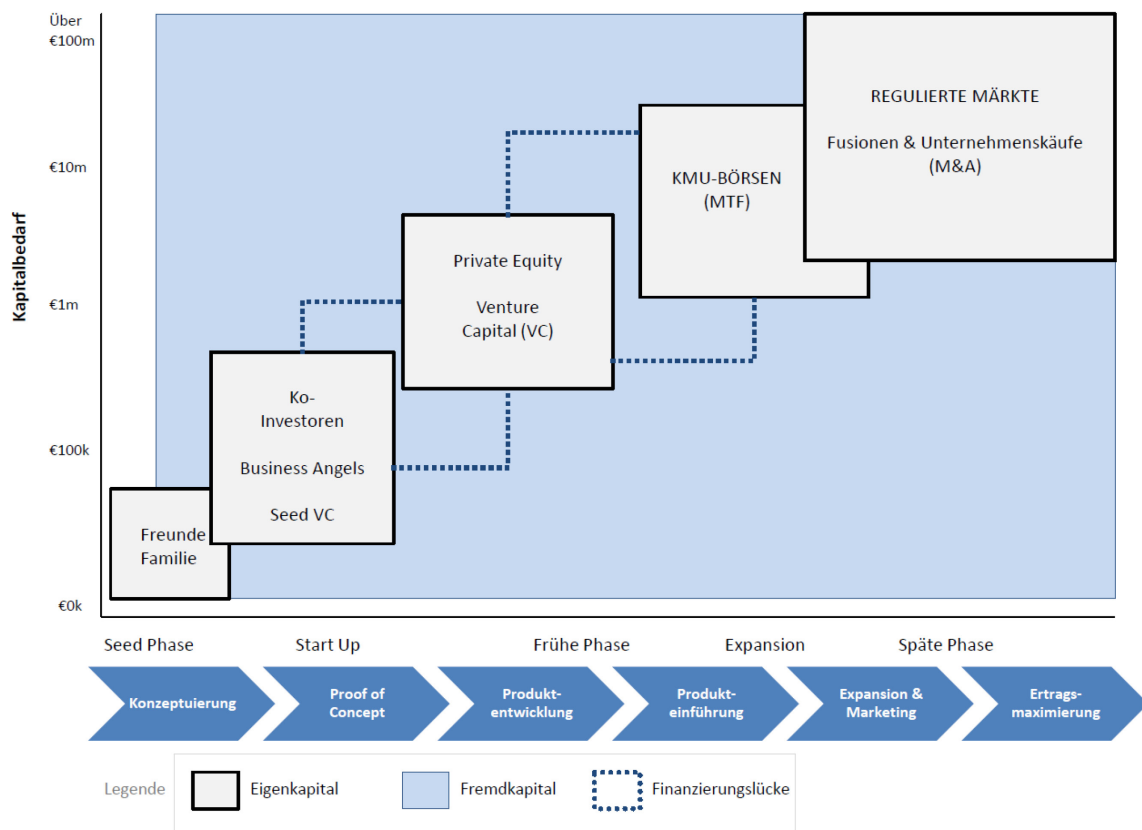 Über
€100m
€10m
€1m
€100k
€0k
Kapitalbedarf
REGULIERTE MÄRKTE
Fusionen & Unternehmenskäufe
(M&A)
KMU-BÖRSEN
(MTF)
Private Equity
Venture
Capital (VC)
Ko-
Investoren
Business Angels
Seed VC
Freunde
Familie
Seed Phase
Start Up
Frühe Phase
Expansion
Späte Phase
Konzeptuierung
Proof of
Concept
Produkt-
entwicklung
Produkt-
einführung
Expansion &
Marketing
Ertrags-
maximierung
Legende
Eigenkapital
Fremdkapital
Finanzierungslücke